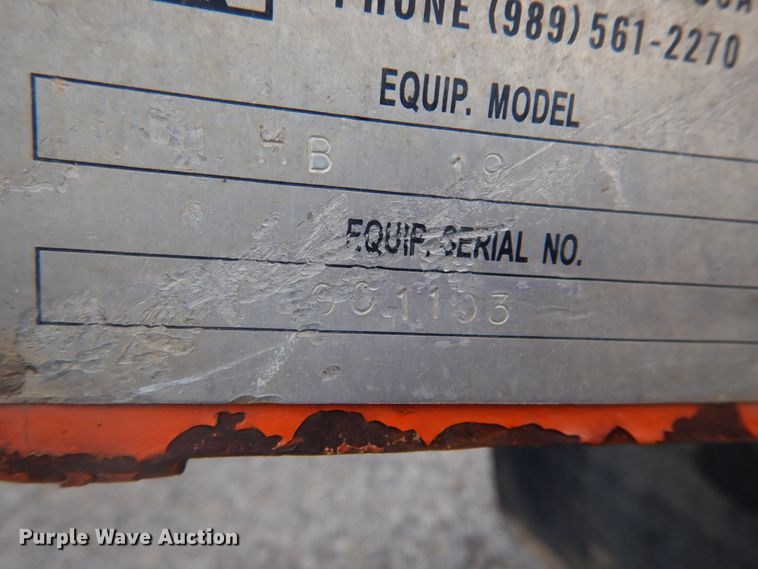 PHONE (989) 561-2270
EQUIP. MODEL
HB 19
EQUIP. SERIAL NO.
Purple Wave Auction